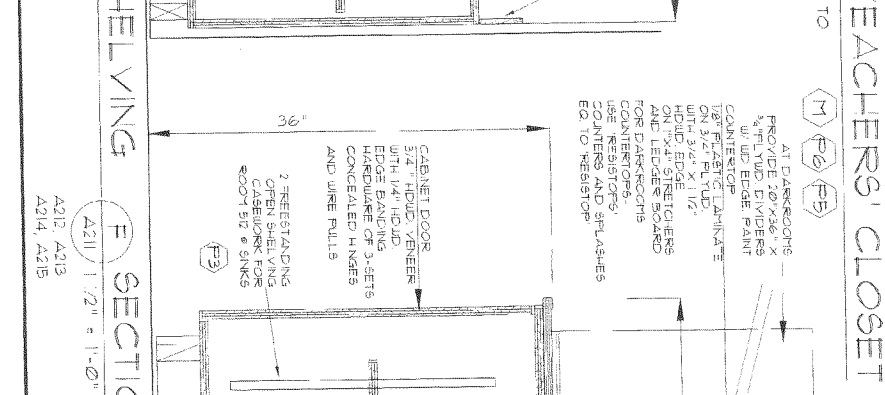 TEACHERS' CLOSET
TO
M P6 P5
AT DARKROOMS
PROVIDE 20"X36" X
3/4" PLYWD DIVIDERS
W/ WD EDGE PAINT
COUNTERTOP
1/8" PLASTIC LAMINATE
ON 3/4" PLYWD.
WITH 3/4" X 1 1/2"
HDWD. EDGE
ON 1"X4" STRETCHERS
AND LEDGER BOARD
FOR DARKROOMS
COUNTERTOPS-
USE 'RESISTOPS'
COUNTERS AND SPLASHES
EQ. TO 'RESISTOP'
36"
CABINET DOOR
3/4" HDWD. VENEER
WITH 1/4" HDWD.
EDGE BANDING
HARDWARE OF 3-SETS
CONCEALED HINGES
AND WIRE PULLS
2 FREESTANDING
OPEN SHELVING
CASEWORK FOR
ROOM 512 @ SINKS
P3
HELVING
F SECTIO
A211 1 1/2" = 1'-0"
A212, A213
A214, A215